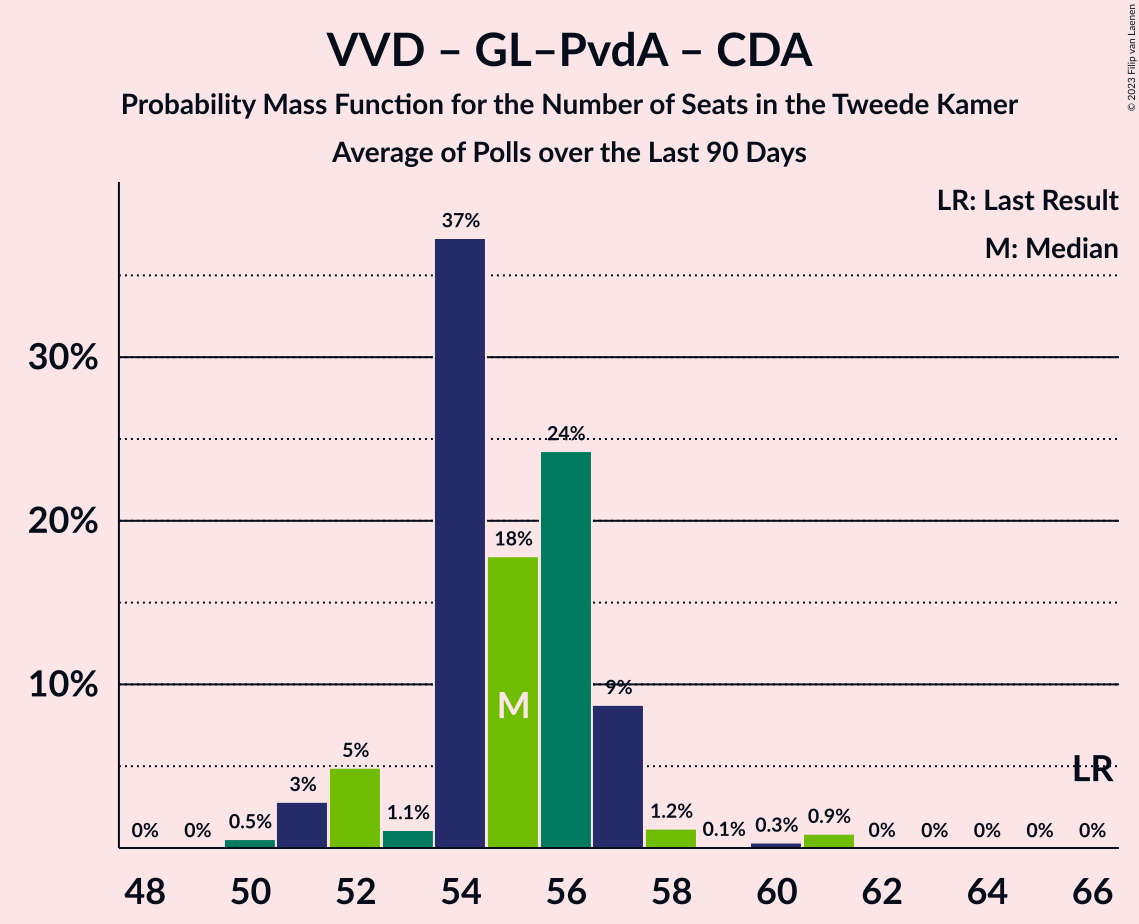 VVD – GL–PvdA – CDA
Probability Mass Function for the Number of Seats in the Tweede Kamer
Average of Polls over the Last 90 Days
© 2023 Filip van Laenen
LR: Last Result
M: Median
30%
20%
10%
0%
0%
0.5%
3%
5%
1.1%
37%
18%
24%
9%
1.2%
0.1%
0.3%
0.9%
0%
0%
0%
0%
0%
M
LR
48 50 52 54 56 58 60 62 64 66